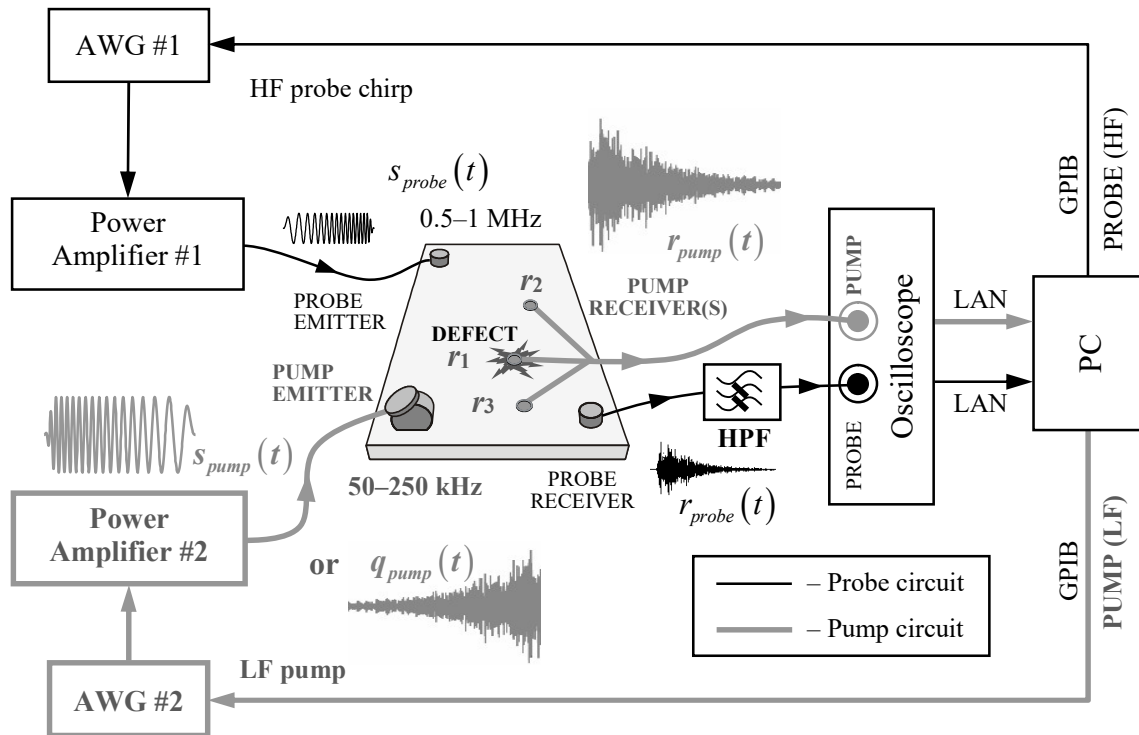 AWG #1
HF probe chirp
Power
Amplifier #1
s_probe (t)
0.5–1 MHz
r_pump (t)
PROBE
EMITTER
r2
PUMP
RECEIVER(S)
DEFECT
r1
r3
PUMP
EMITTER
s_pump (t)
50–250 kHz
PROBE
RECEIVER
HPF
r_probe (t)
PUMP
PROBE
Oscilloscope
LAN
LAN
PC
GPIB
PROBE (HF)
GPIB
PUMP (LF)
Power
Amplifier #2
or q_pump (t)
– Probe circuit
– Pump circuit
LF pump
AWG #2